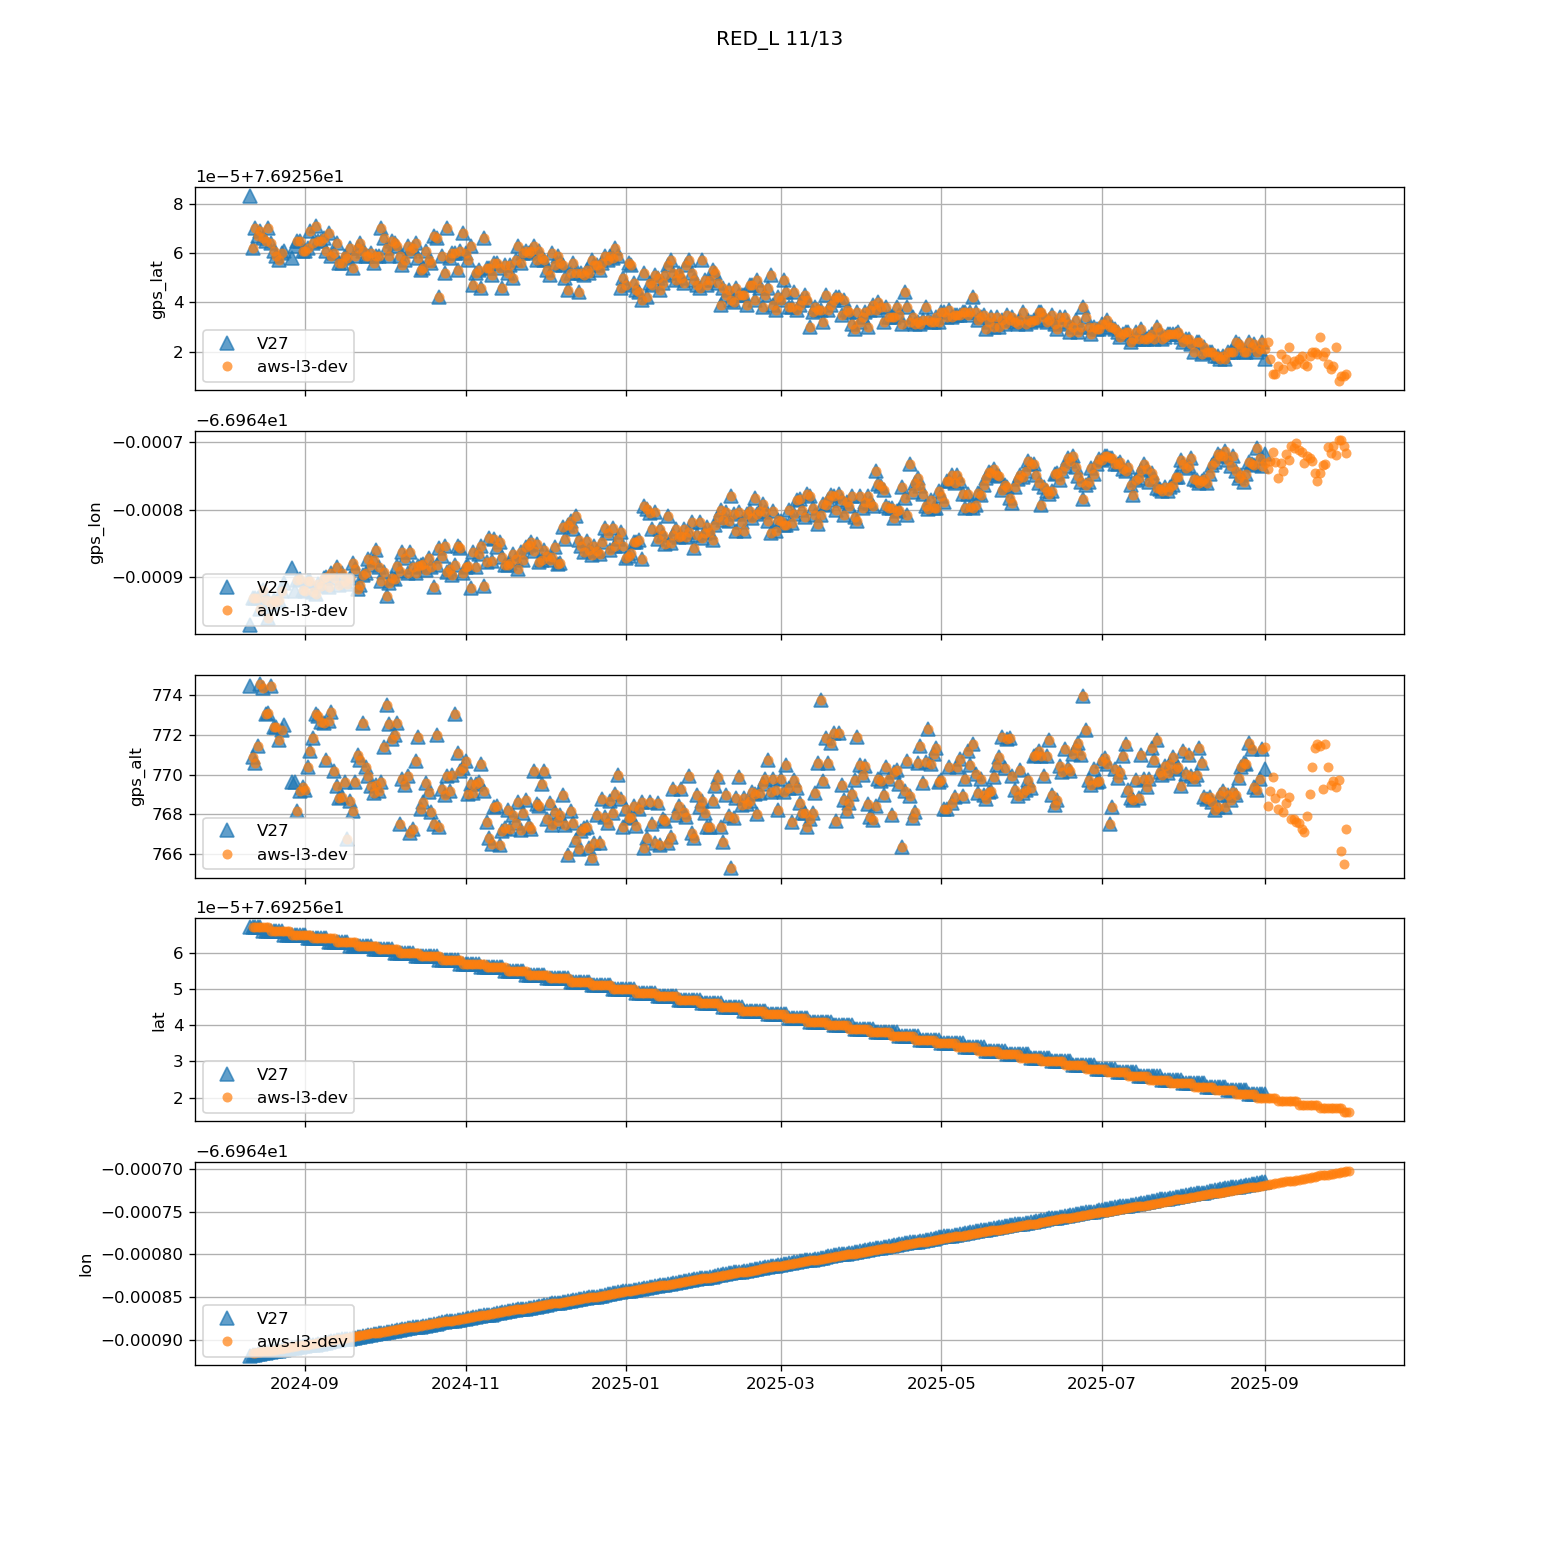 RED_L 11/13
1e−5+7.69256e1
8
6
4
2
gps_lat
V27
aws-l3-dev
−6.6964e1
−0.0007
−0.0008
−0.0009
gps_lon
V27
aws-l3-dev
774
772
770
768
766
gps_alt
V27
aws-l3-dev
1e−5+7.69256e1
6
5
4
3
2
lat
V27
aws-l3-dev
−6.6964e1
−0.00070
−0.00075
−0.00080
−0.00085
−0.00090
lon
V27
aws-l3-dev
2024-09 2024-11 2025-01 2025-03 2025-05 2025-07 2025-09